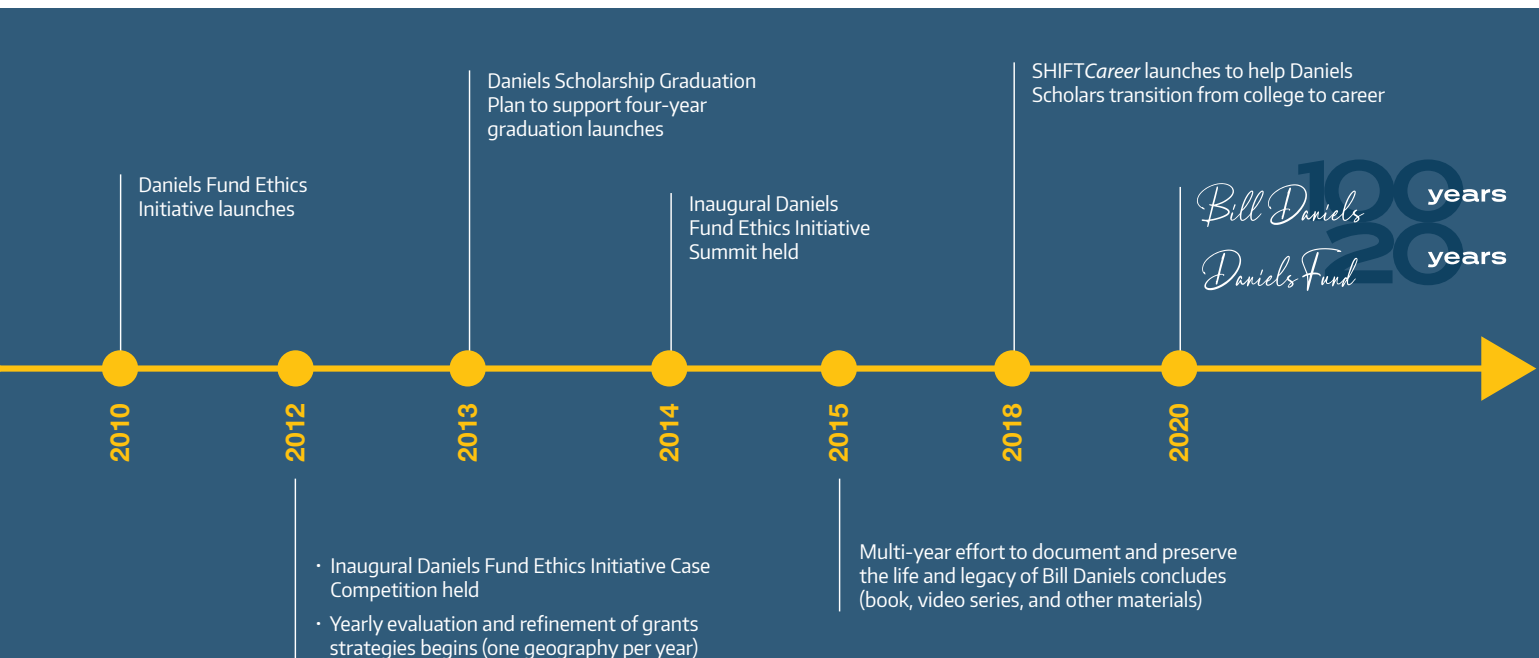 Daniels Fund Ethics
Initiative launches
Daniels Scholarship Graduation
Plan to support four-year
graduation launches
Inaugural Daniels
Fund Ethics Initiative
Summit held
SHIFTCareer launches to help Daniels
Scholars transition from college to career
Bill Daniels 100 years
Daniels Fund 20 years
2010
2012
2013
2014
2015
2018
2020
· Inaugural Daniels Fund Ethics Initiative Case
Competition held
· Yearly evaluation and refinement of grants
strategies begins (one geography per year)
Multi-year effort to document and preserve
the life and legacy of Bill Daniels concludes
(book, video series, and other materials)